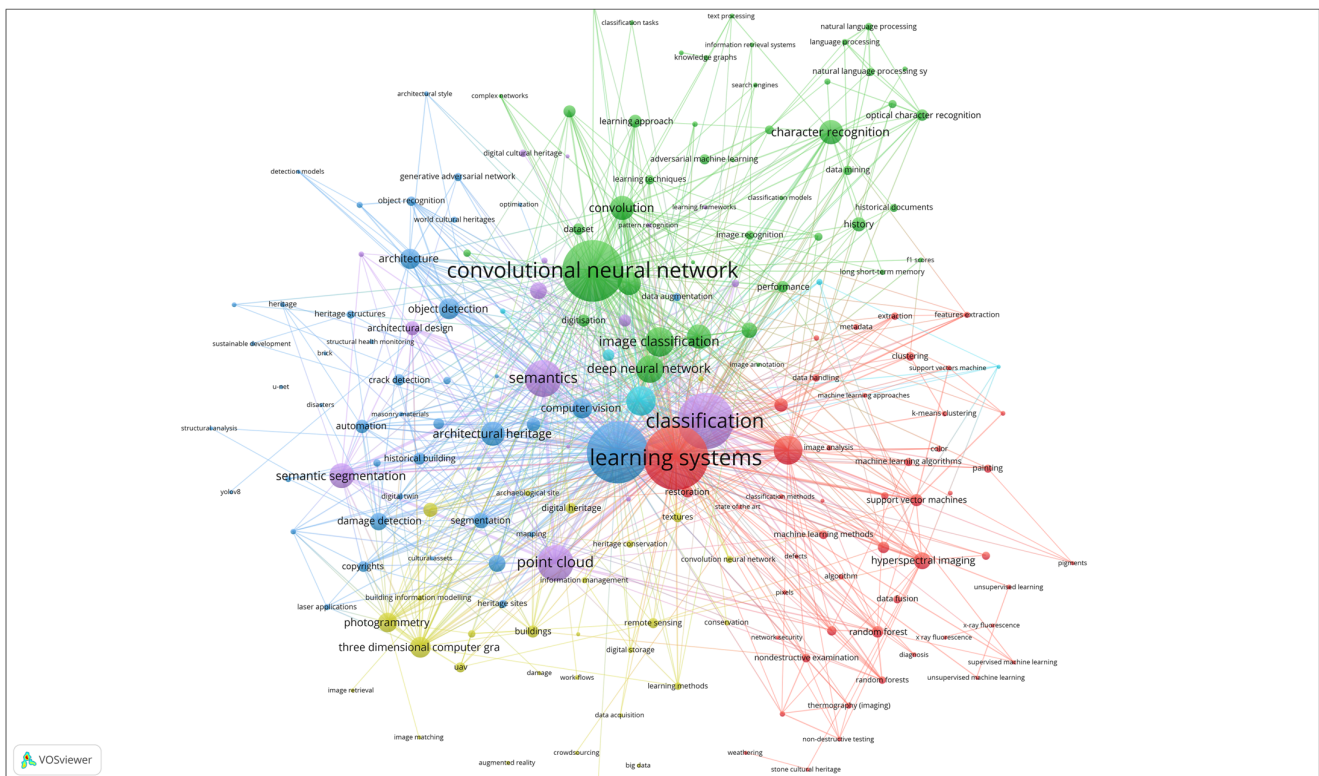 classification tasks
text processing
natural language processing
information retrieval systems
language processing
knowledge graphs
natural language processing sy
search engines
architectural style
complex networks
optical character recognition
learning approach
character recognition
digital cultural heritage
adversarial machine learning
detection models
data mining
generative adversarial network
learning techniques
object recognition
optimization
classification models
convolution
learning frameworks
historical documents
world cultural heritages
pattern recognition
history
dataset
image recognition
architecture
f1 scores
convolutional neural network
long short-term memory
performance
data augmentation
heritage
object detection
heritage structures
extraction
features extraction
digitisation
architectural design
metadata
sustainable development
structural health monitoring
image classification
brick
clustering
image annotation
support vectors machine
deep neural network
crack detection
semantics
data handling
u-net
machine learning approaches
disasters
computer vision
masonry materials
k-means clustering
classification
structural analysis
automation
architectural heritage
image analysis
color
learning systems
historical building
machine learning algorithms
painting
semantic segmentation
archaeological site
yolov8
restoration
digital twin
classification methods
support vector machines
digital heritage
state of the art
damage detection
segmentation
textures
mapping
machine learning methods
heritage conservation
cultural assets
defects
convolution neural network
point cloud
hyperspectral imaging
pigments
copyrights
information management
algorithm
unsupervised learning
building information modelling
pixels
laser applications
heritage sites
data fusion
photogrammetry
remote sensing
conservation
x-ray fluorescence
buildings
random forest
network security
x ray fluorescence
three dimensional computer gra
digital storage
nondestructive examination
diagnosis
supervised machine learning
uav
damage
workflows
random forests
unsupervised machine learning
image retrieval
learning methods
thermography (imaging)
data acquisition
image matching
non-destructive testing
crowdsourcing
weathering
augmented reality
big data
stone cultural heritage
VOSviewer